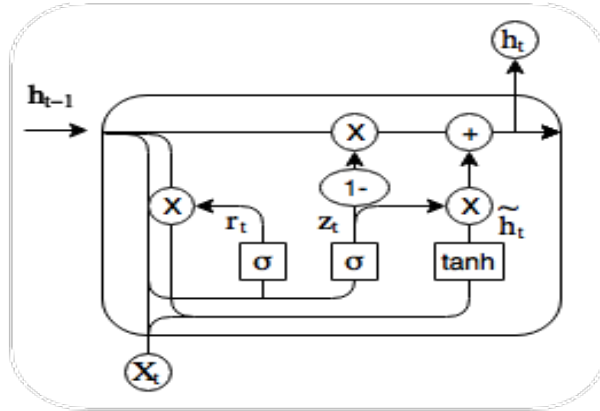 hₜ
hₜ₋₁
X
+
1-
X
rₜ
zₜ
X
h̃ₜ
σ
σ
tanh
Xₜ